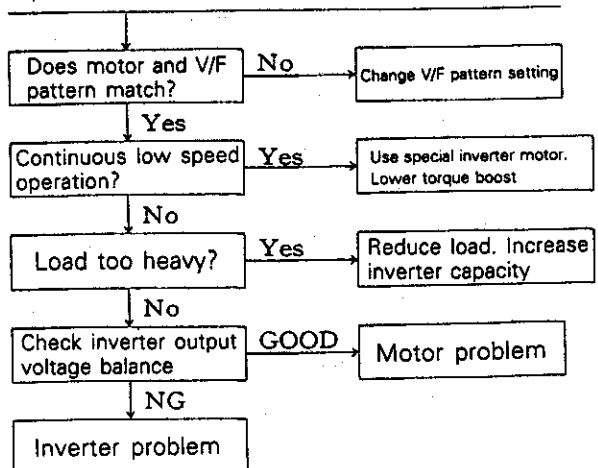 Does motor and V/F
pattern match?
No
Change V/F pattern setting
Yes
Continuous low speed
operation?
Yes
Use special inverter motor.
Lower torque boost
No
Load too heavy?
Yes
Reduce load. Increase
inverter capacity
No
Check inverter output
voltage balance
GOOD
Motor problem
NG
Inverter problem